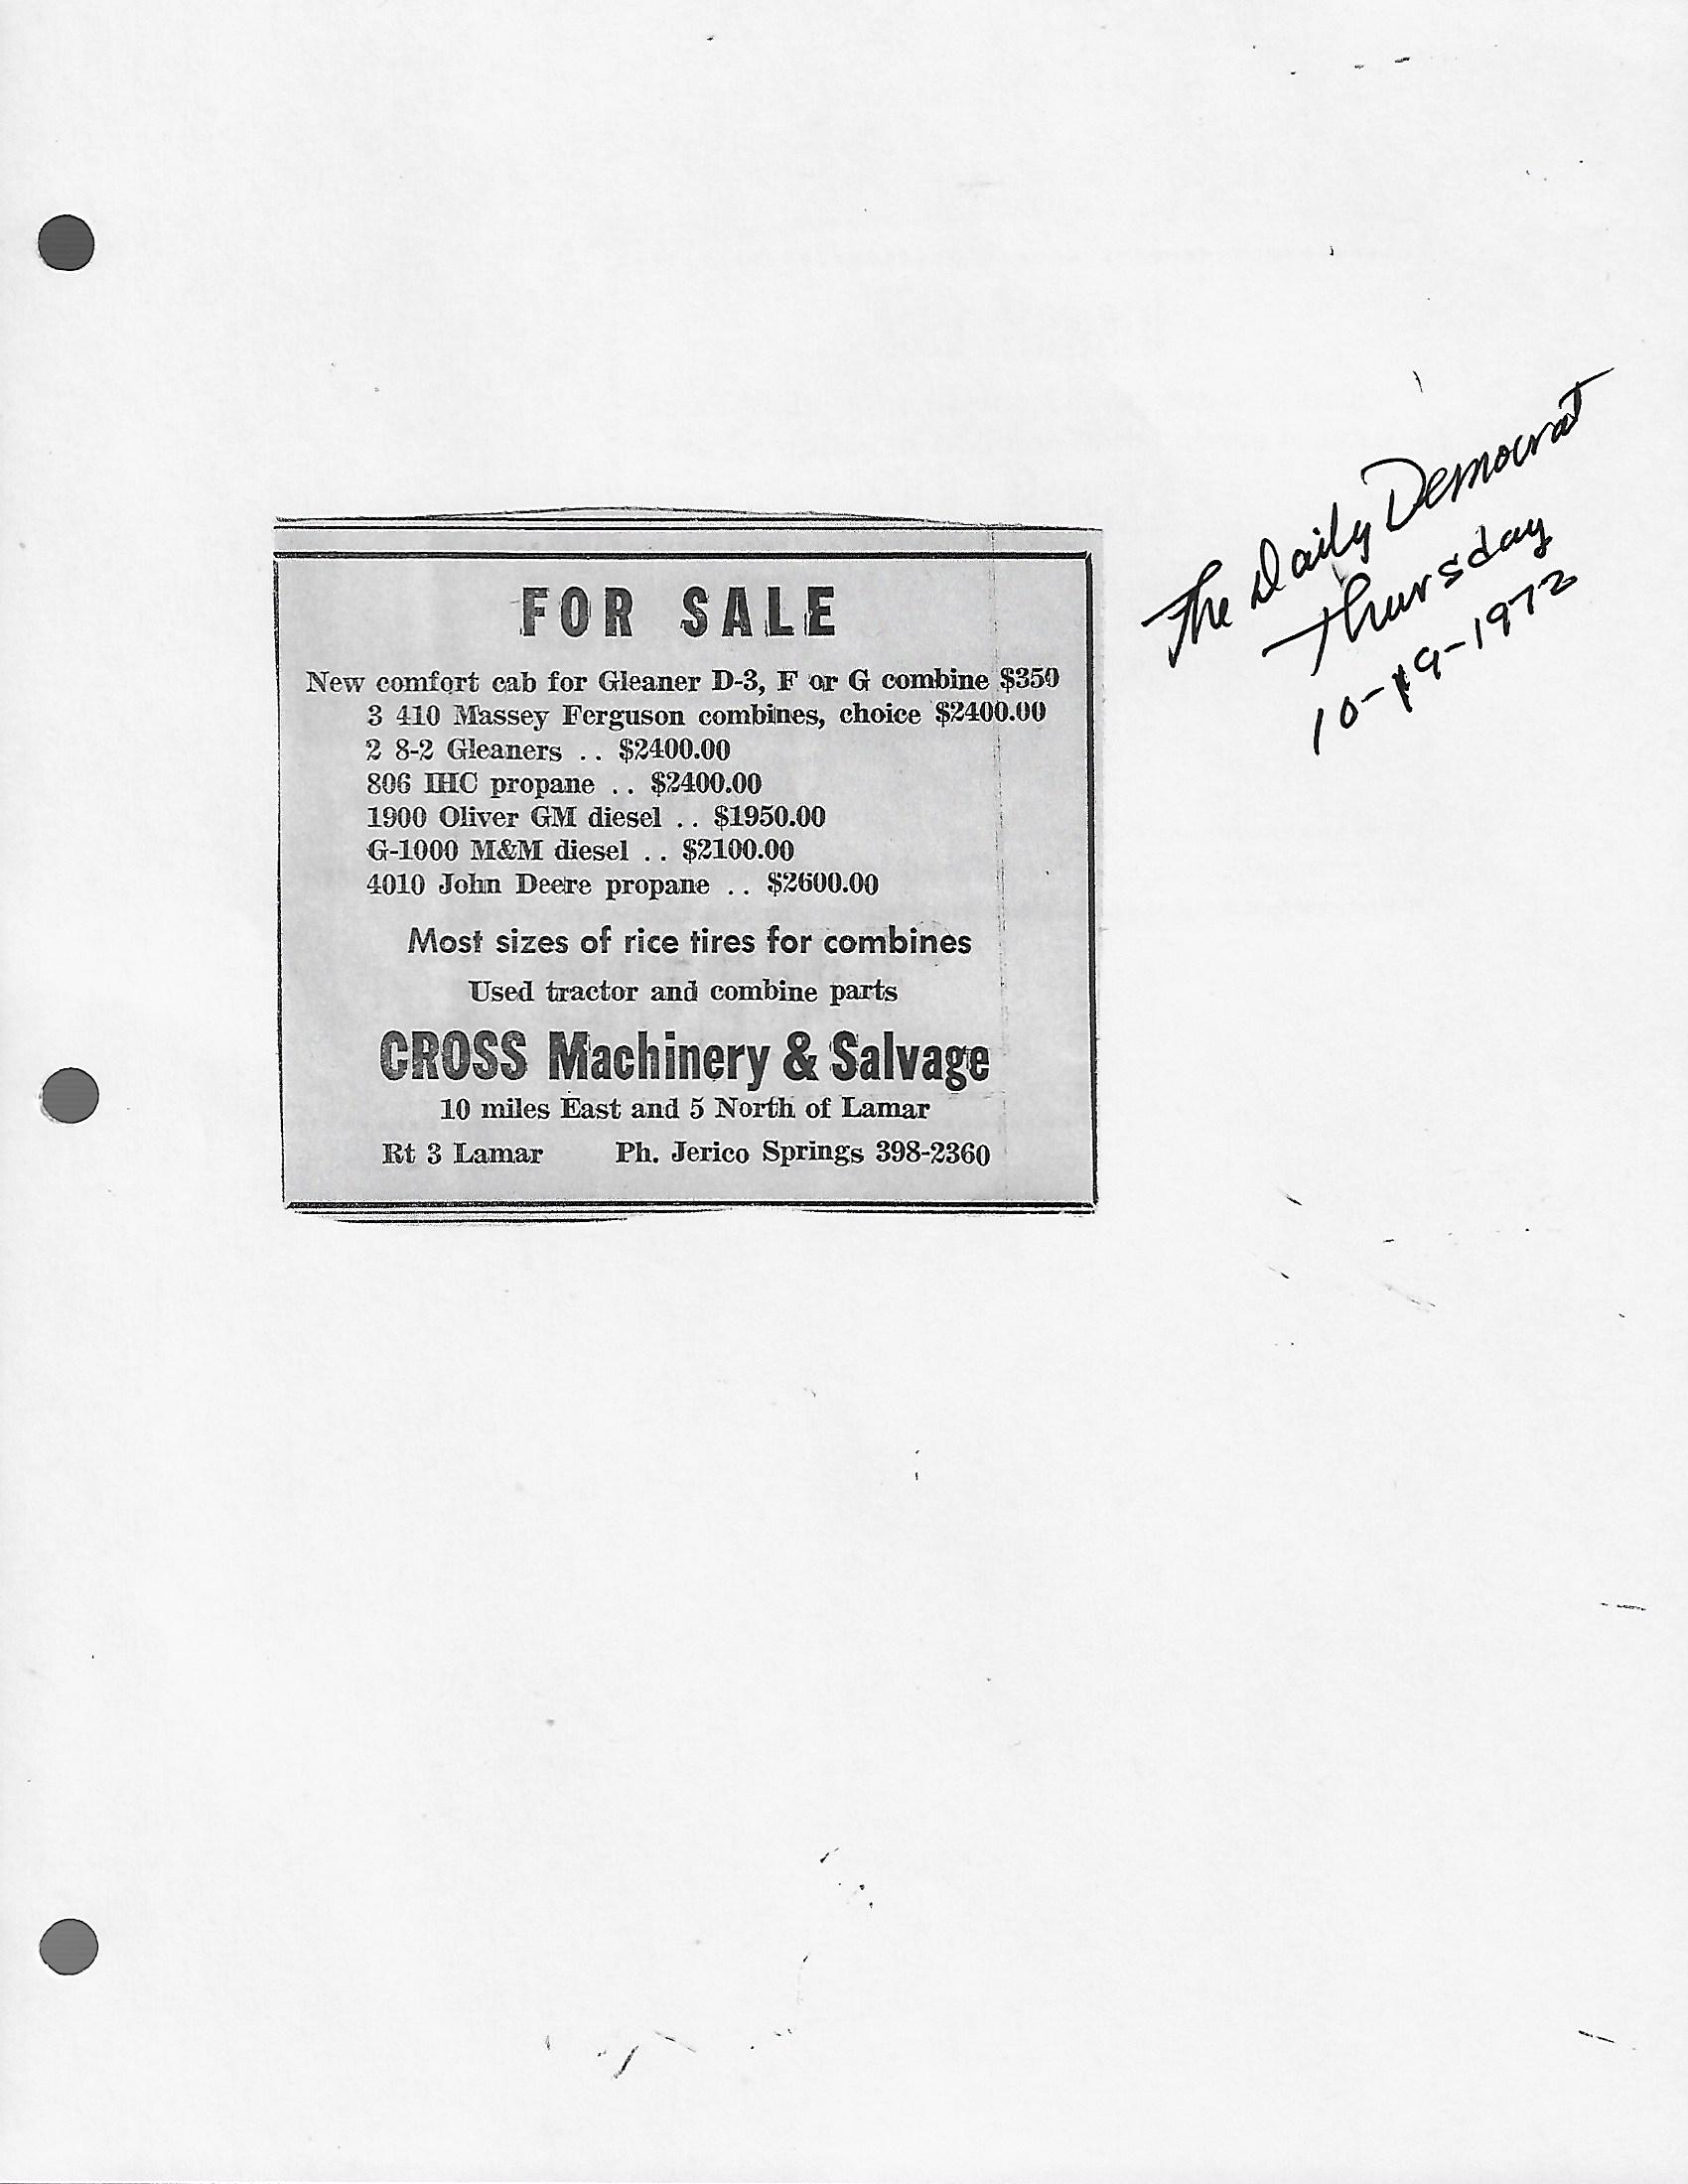 The Daily Democrat
Thursday
10-19-1972
FOR SALE
New comfort cab for Gleaner D-3, F or G combine $350
3 410 Massey Ferguson combines, choice $2400.00
2 8-2 Gleaners .. $2400.00
806 IHC propane .. $2400.00
1900 Oliver GM diesel .. $1950.00
G-1000 M&M diesel .. $2100.00
4010 John Deere propane .. $2600.00
Most sizes of rice tires for combines
Used tractor and combine parts
CROSS Machinery & Salvage
10 miles East and 5 North of Lamar
Rt 3 Lamar Ph. Jerico Springs 398-2360